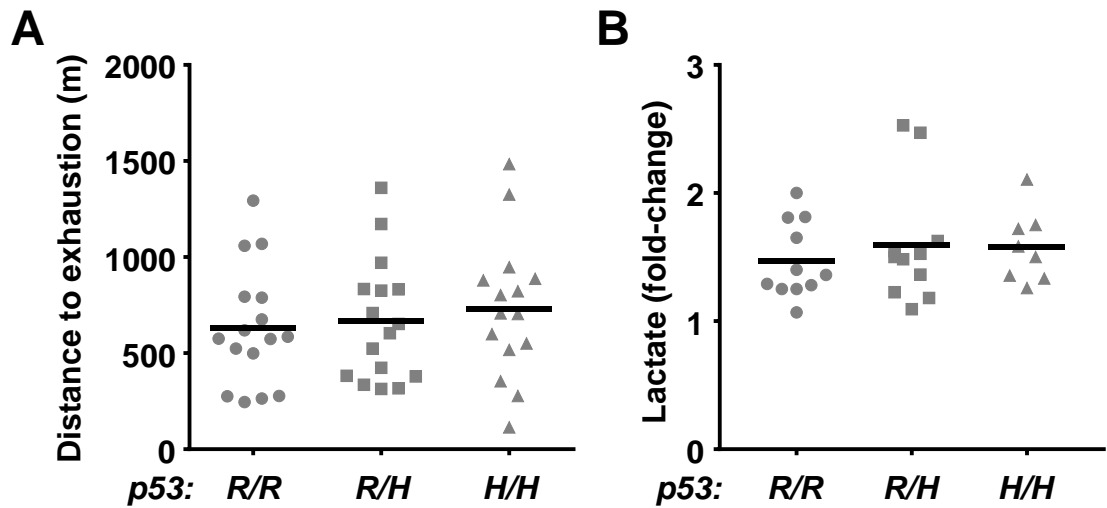 A
Distance to exhaustion (m)
2000
1500
1000
500
0
p53: R/R R/H H/H
B
Lactate (fold-change)
3
2
1
0
p53: R/R R/H H/H